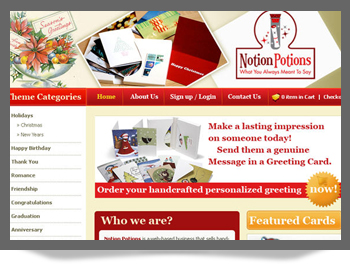 Season's
Greetings
Happy Christmas
Notion Potions
What You Always Meant To Say
Theme Categories
Home
About Us
Sign up / Login
Contact Us
0 items in Cart | Checko
Holidays
» Christmas
» New Years
Happy Birthday
Thank You
Romance
Friendship
Congratulations
Graduation
Anniversary
Make a lasting impression
on someone today!
Send them a genuine
Message in a Greeting Card.
Order your handcrafted personalized greeting
now!
Who we are?
Notion Potions is a web-based business that sells hand-
Featured Cards